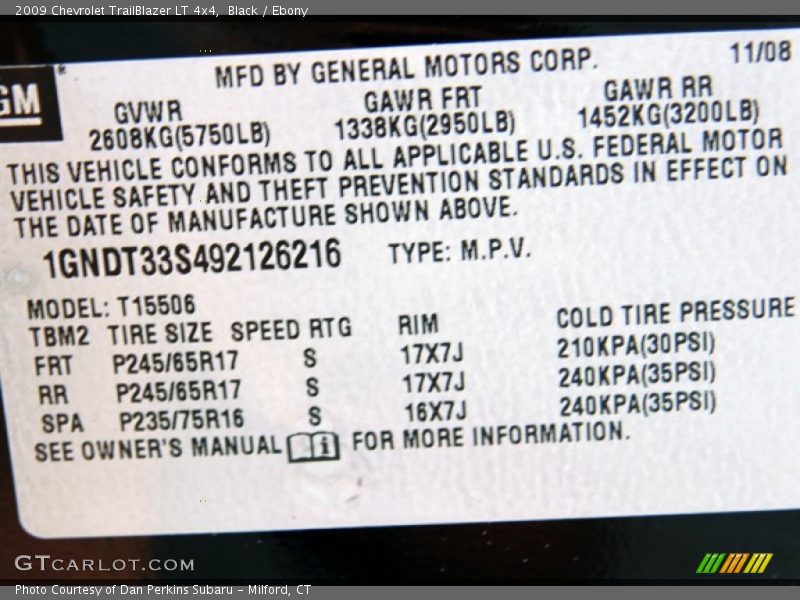 2009 Chevrolet TrailBlazer LT 4x4, Black / Ebony
GM
MFD BY GENERAL MOTORS CORP. 11/08
GVWR GAWR FRT GAWR RR
2608KG(5750LB) 1338KG(2950LB) 1452KG(3200LB)
THIS VEHICLE CONFORMS TO ALL APPLICABLE U.S. FEDERAL MOTOR
VEHICLE SAFETY AND THEFT PREVENTION STANDARDS IN EFFECT ON
THE DATE OF MANUFACTURE SHOWN ABOVE.
1GNDT33S492126216 TYPE: M.P.V.
MODEL: T15506
TBM2 TIRE SIZE SPEED RTG RIM COLD TIRE PRESSURE
FRT P245/65R17 S 17X7J 210KPA(30PSI)
RR P245/65R17 S 17X7J 240KPA(35PSI)
SPA P235/75R16 S 16X7J 240KPA(35PSI)
SEE OWNER'S MANUAL i FOR MORE INFORMATION.
GTCARLOT.COM
Photo Courtesy of Dan Perkins Subaru – Milford, CT